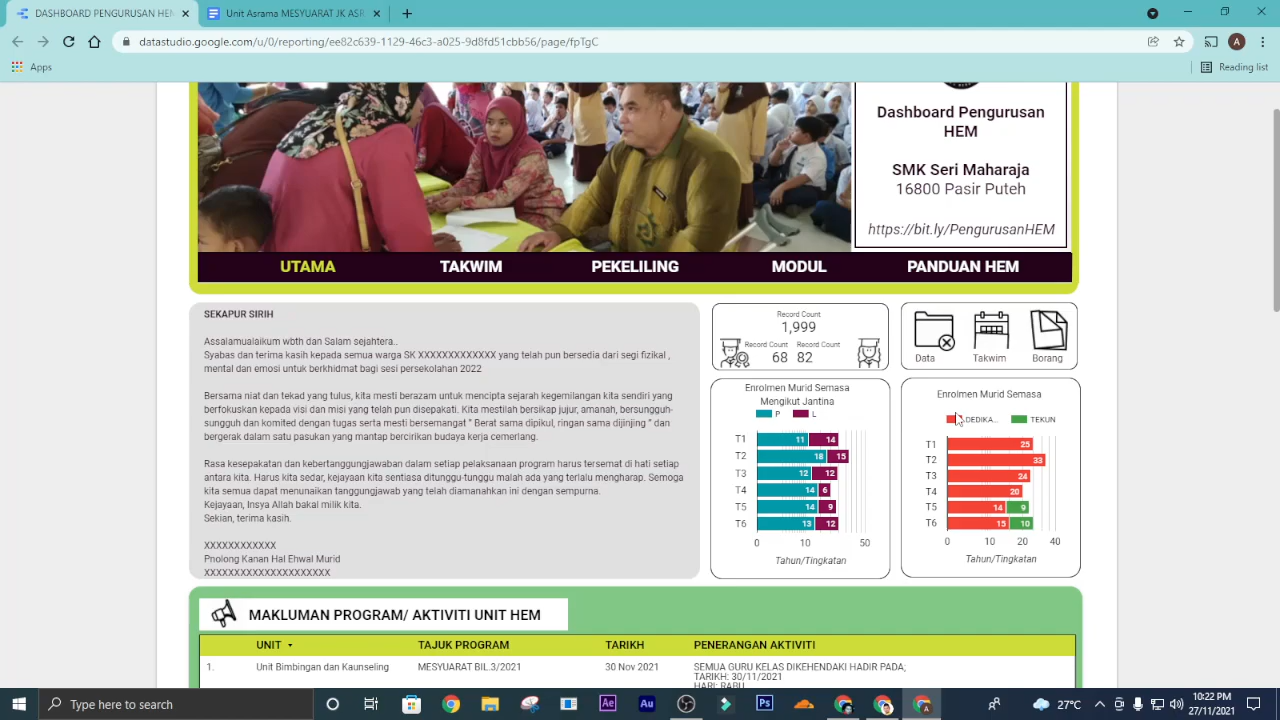 DASHBOARD PENGURUSAN HEM
Unit Asrama MESYUARAT JK ASR
datastudio.google.com/u/0/reporting/ee82c639-1129-46c3-a025-9d8fd51cbb56/page/fpTgC
A
Apps
Reading list
Dashboard Pengurusan
HEM
SMK Seri Maharaja
16800 Pasir Puteh
https://bit.ly/PengurusanHEM
UTAMA TAKWIM PEKELILING MODUL PANDUAN HEM
SEKAPUR SIRIH
Assalamualaikum wbth dan Salam sejahtera..
Syabas dan terima kasih kepada semua warga SK XXXXXXXXXXXXX yang telah pun bersedia dari segi fizikal ,
mental dan emosi untuk berkhidmat bagi sesi persekolahan 2022
Bersama niat dan tekad yang tulus, kita mesti berazam untuk mencipta sejarah kegemilangan kita sendiri yang
berfokuskan kepada visi dan misi yang telah pun disepakati. Kita mestilah bersikap jujur, amanah, bersungguh-
sungguh dan komited dengan tugas serta mesti bersemangat " Berat sama dipikul, ringan sama dijinjing " dan
bergerak dalam satu pasukan yang mantap bercirikan budaya kerja cemerlang.
Rasa kesepakatan dan kebertanggungjawaban dalam setiap pelaksanaan program harus tersemat di hati setiap
antara kita. Harus kita sedar, kejayaan kita sentiasa ditunggu-tunggu malah ada yang terlalu mengharap. Semoga
kita semua dapat menunaikan tanggungjawab yang telah diamanahkan ini dengan sempurna.
Kejayaan, Insya Allah bakal milik kita.
Sekian, terima kasih.
XXXXXXXXXXXX
Pnolong Kanan Hal Ehwal Murid
XXXXXXXXXXXXXXXXXXXXX
Record Count
1,999
Record Count Record Count
68 82
Data Takwim Borang
Enrolmen Murid Semasa
Mengikut Jantina
P L
T1 11 14
T2 18 15
T3 12 12
T4 14 6
T5 14 9
T6 13 12
0 10 50
Tahun/Tingkatan
Enrolmen Murid Semasa
DEDIKA... TEKUN
T1 25
T2 33
T3 24
T4 20
T5 14 9
T6 15 10
0 10 20 40
Tahun/Tingkatan
MAKLUMAN PROGRAM/ AKTIVITI UNIT HEM
UNIT TAJUK PROGRAM TARIKH PENERANGAN AKTIVITI
1. Unit Bimbingan dan Kaunseling MESYUARAT BIL.3/2021 30 Nov 2021 SEMUA GURU KELAS DIKEHENDAKI HADIR PADA;
TARIKH: 30/11/2021
HARI: RABU
Type here to search
Ae Au Ps
27°C
10:22 PM
27/11/2021